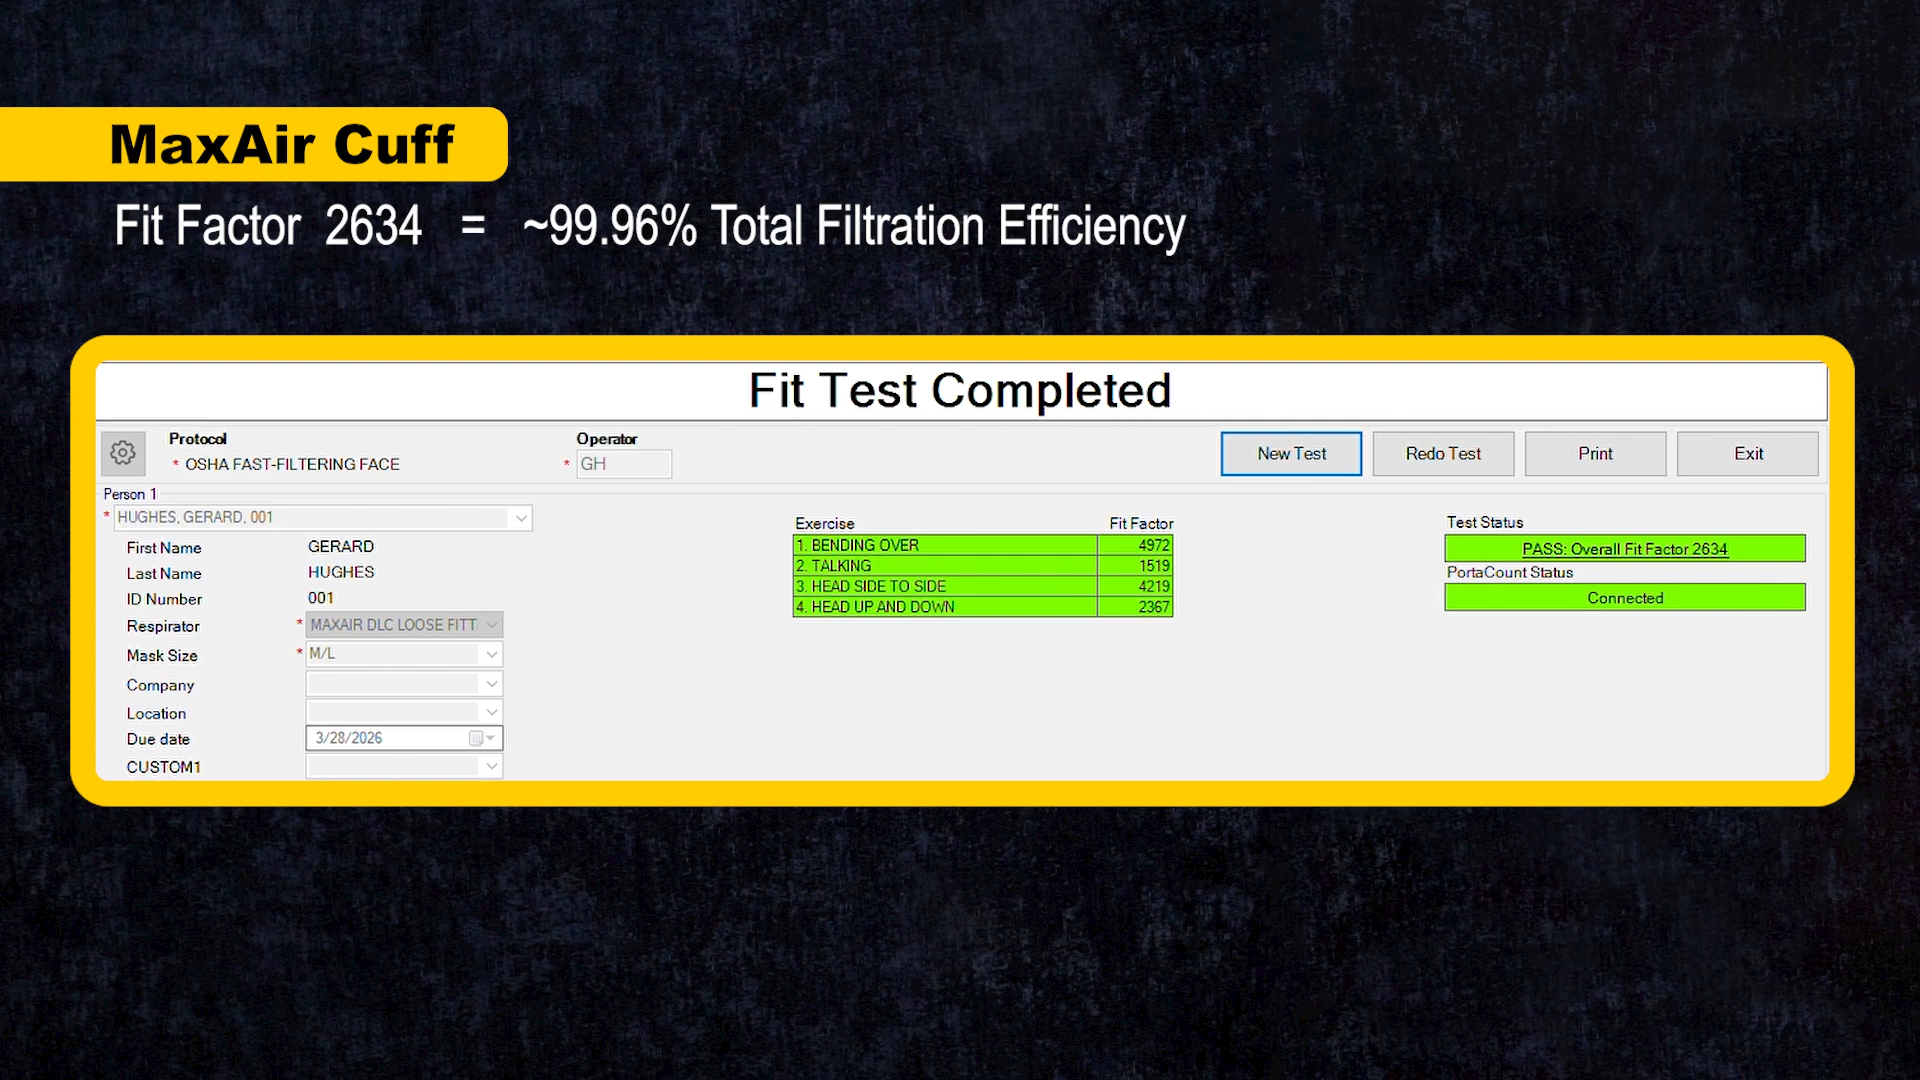 MaxAir Cuff
Fit Factor 2634 = ~99.96% Total Filtration Efficiency
Fit Test Completed
Protocol
* OSHA FAST-FILTERING FACE
Operator
* GH
New Test
Redo Test
Print
Exit
Person 1
* HUGHES, GERARD, 001
First Name GERARD
Last Name HUGHES
ID Number 001
Respirator * MAXAIR DLC LOOSE FITT
Mask Size * M/L
Company
Location
Due date 3/28/2026
CUSTOM1
Exercise Fit Factor
1. BENDING OVER 4972
2. TALKING 1519
3. HEAD SIDE TO SIDE 4219
4. HEAD UP AND DOWN 2367
Test Status
PASS: Overall Fit Factor 2634
PortaCount Status
Connected